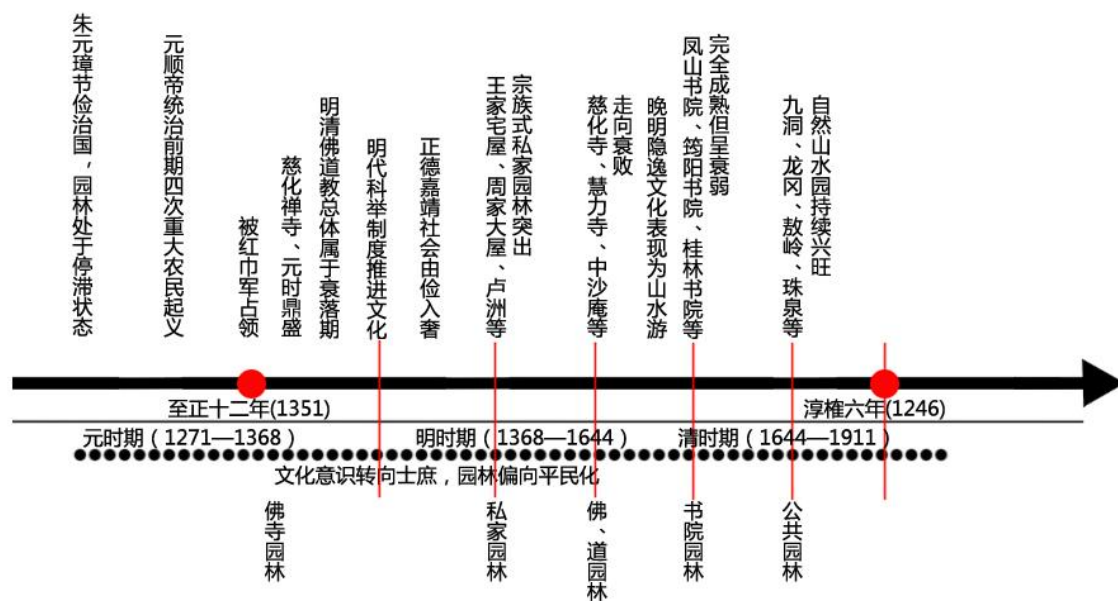 朱元璋节俭治国，园林处于停滞状态
元顺帝统治前期四次重大农民起义
被红巾军占领
慈化禅寺、元时鼎盛
明清佛道教总体属于衰落期
明代科举制度推进文化
正德嘉靖社会由俭入奢
王家宅屋、周家大屋、卢洲等
宗族式私家园林突出
慈化寺、慧力寺、中沙庵等
走向衰败
晚明隐逸文化表现为山水游
凤山书院、筠阳书院、桂林书院等
完全成熟但呈衰弱
九洞、龙冈、敖岭、珠泉等
自然山水园持续兴旺
至正十二年(1351)
淳榷六年(1246)
元时期（1271—1368）
明时期（1368—1644）
清时期（1644—1911）
文化意识转向士庶，园林偏向平民化
佛寺园林
私家园林
佛、道园林
书院园林
公共园林